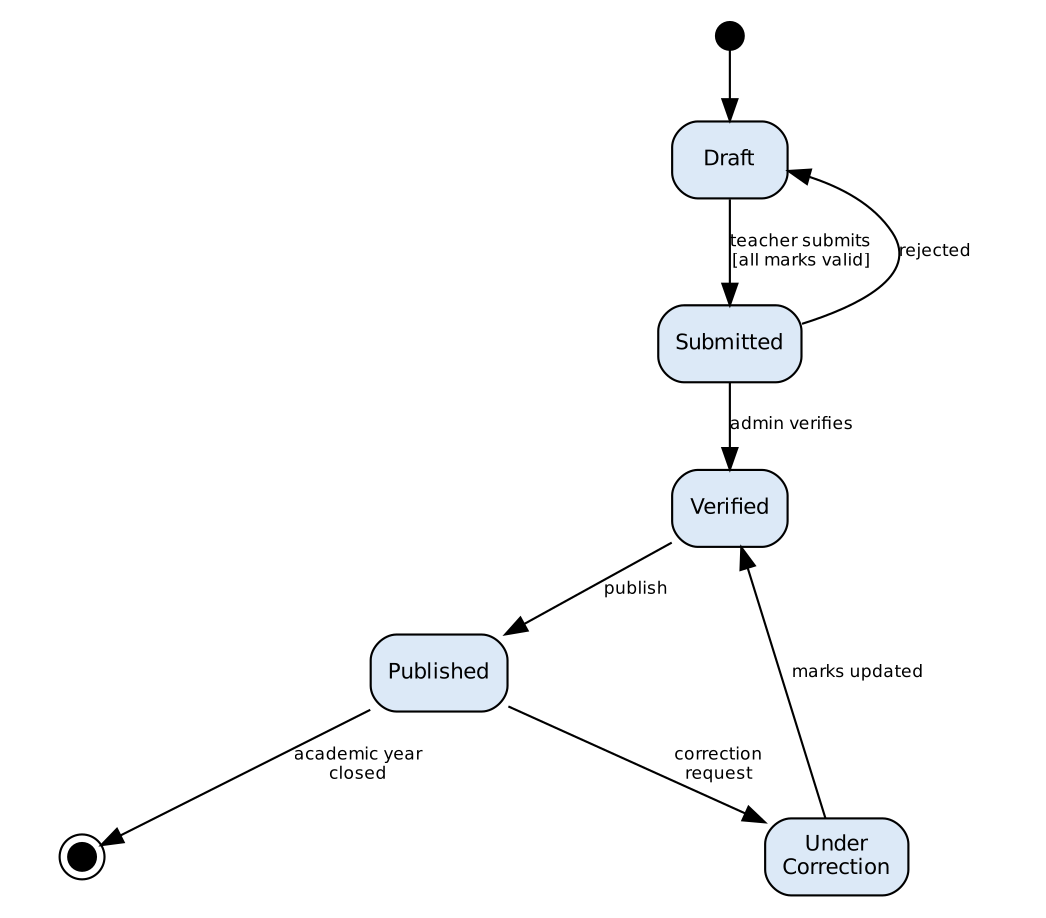 Draft
teacher submits
[all marks valid]
rejected
Submitted
admin verifies
Verified
publish
Published
marks updated
academic year
closed
correction
request
Under
Correction